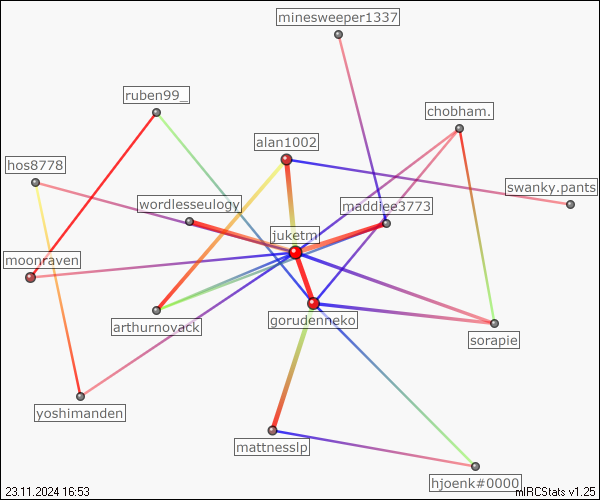 minesweeper1337
ruben99_
chobham.
alan1002
hos8778
swanky.pants
wordlesseulogy
maddiee3773
juketm
moonraven
gorudenneko
arthurnovack
sorapie
yoshimanden
mattnesslp
hjoenk#0000
23.11.2024 16:53
mIRCStats v1.25